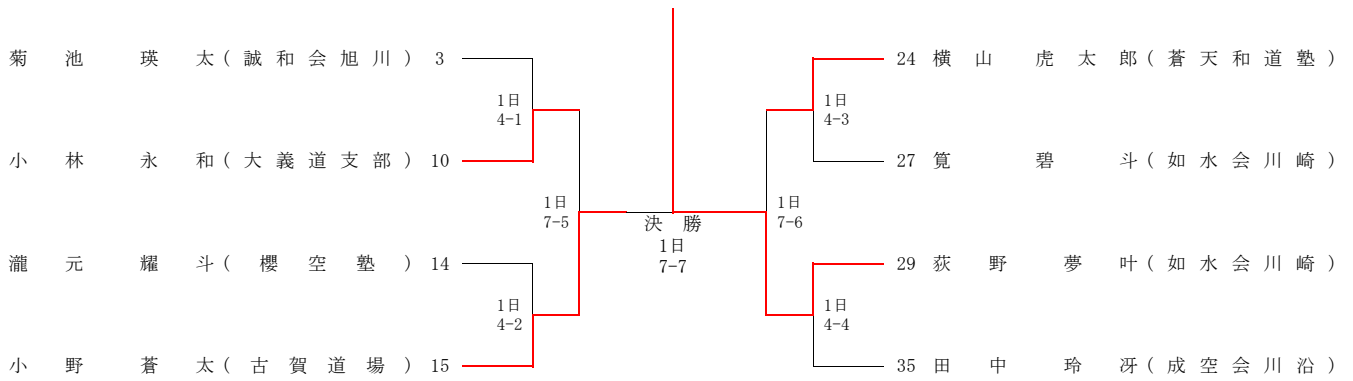 菊池 瑛太(誠和会旭川) 3
小林 永和(大義道支部) 10
瀧元 耀斗(櫻空塾) 14
小野 蒼太(古賀道場) 15
1日
4-1
1日
4-2
1日
7-5
決勝
1日
7-7
1日
7-6
1日
4-3
1日
4-4
24 横山 虎太郎(蒼天和道塾)
27 筧 碧斗(如水会川崎)
29 荻野 夢叶(如水会川崎)
35 田中 玲冴(成空会川沿)